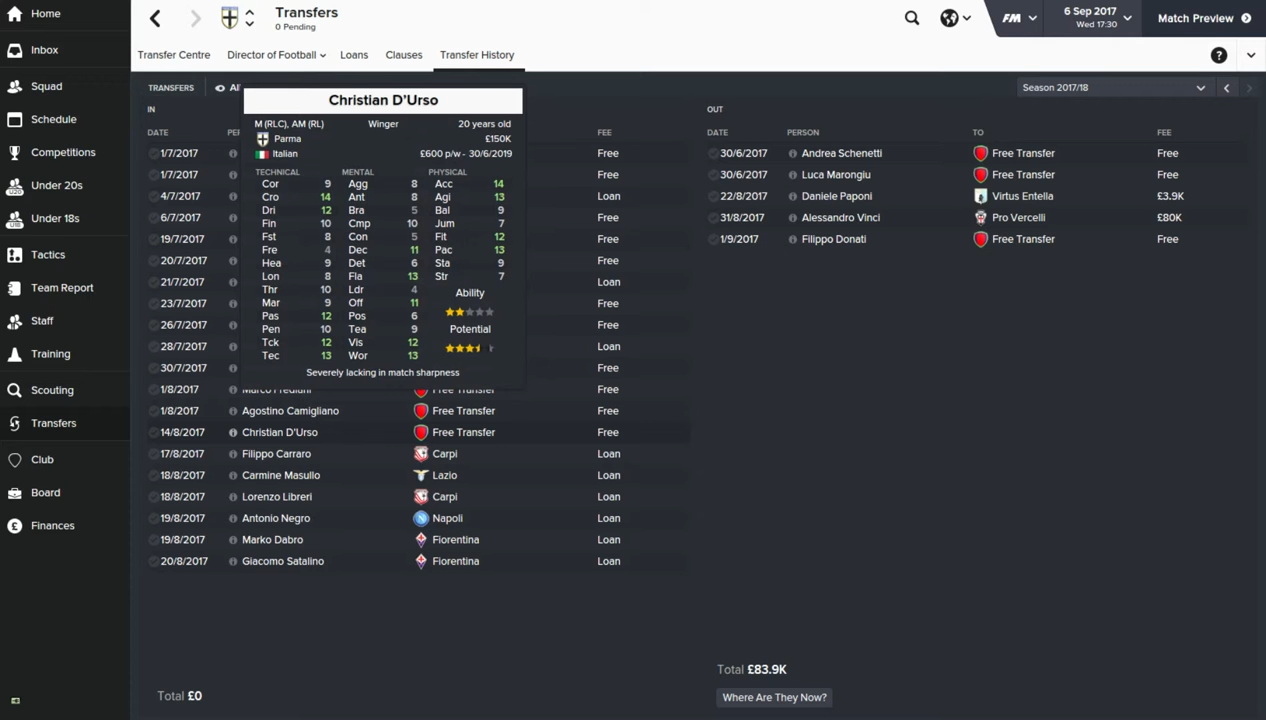 Home
Inbox
Squad
Schedule
Competitions
Under 20s
Under 18s
Tactics
Team Report
Staff
Training
Scouting
Transfers
Club
Board
Finances
Transfers
0 Pending
FM
6 Sep 2017
Wed 17:30
Match Preview
Transfer Centre Director of Football Loans Clauses Transfer History
?
TRANSFERS
Season 2017/18
IN
DATE FEE
1/7/2017 Free
1/7/2017 Free
4/7/2017 Loan
6/7/2017 Free
19/7/2017 Free
20/7/2017 Free
21/7/2017 Loan
23/7/2017 Free
26/7/2017 Free
28/7/2017 Loan
30/7/2017 Free
1/8/2017 Marco Frediani Free Transfer Free
1/8/2017 Agostino Camigliano Free Transfer Free
14/8/2017 Christian D'Urso Free Transfer Free
17/8/2017 Filippo Carraro Carpi Loan
18/8/2017 Carmine Masullo Lazio Loan
18/8/2017 Lorenzo Libreri Carpi Loan
19/8/2017 Antonio Negro Napoli Loan
19/8/2017 Marko Dabro Fiorentina Loan
20/8/2017 Giacomo Satalino Fiorentina Loan
Total £0
Christian D'Urso
M (RLC), AM (RL) Winger 20 years old
Parma £150K
Italian £600 p/w - 30/6/2019
TECHNICAL MENTAL PHYSICAL
Cor 9 Agg 8 Acc 14
Cro 14 Ant 8 Agi 13
Dri 12 Bra 5 Bal 9
Fin 10 Cmp 10 Jum 7
Fst 8 Con 5 Fit 12
Fre 4 Dec 11 Pac 13
Hea 9 Det 6 Sta 9
Lon 8 Fla 13 Str 7
Thr 10 Ldr 4
Mar 9 Off 11
Pas 12 Pos 6
Pen 10 Tea 9
Tck 12 Vis 12
Tec 13 Wor 13
Ability
Potential
Severely lacking in match sharpness
OUT
DATE PERSON TO FEE
30/6/2017 Andrea Schenetti Free Transfer Free
30/6/2017 Luca Marongiu Free Transfer Free
22/8/2017 Daniele Paponi Virtus Entella £3.9K
31/8/2017 Alessandro Vinci Pro Vercelli £80K
1/9/2017 Filippo Donati Free Transfer Free
Total £83.9K
Where Are They Now?